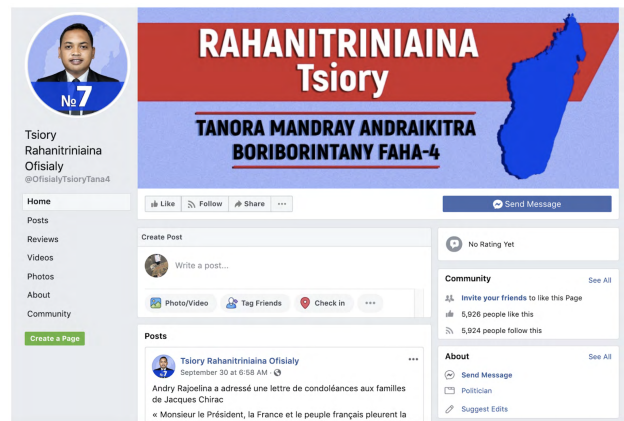 RAHANITRINIAINA
Tsiory
TANORA MANDRAY ANDRAIKITRA
BORIBORINTANY FAHA-4
№7
Tsiory
Rahanitriniaina
Ofisialy
@OfisialyTsioryTana4
Home
Posts
Reviews
Videos
Photos
About
Community
Create a Page
Like
Follow
Share
Send Message
Create Post
Write a post...
Photo/Video
Tag Friends
Check in
Posts
Tsiory Rahanitriniaina Ofisialy
September 30 at 6:58 AM ·
Andry Rajoelina a adressé une lettre de condoléances aux familles
de Jacques Chirac
« Monsieur le Président, la France et le peuple français pleurent la
No Rating Yet
Community
See All
Invite your friends to like this Page
5,926 people like this
5,924 people follow this
About
See All
Send Message
Politician
Suggest Edits